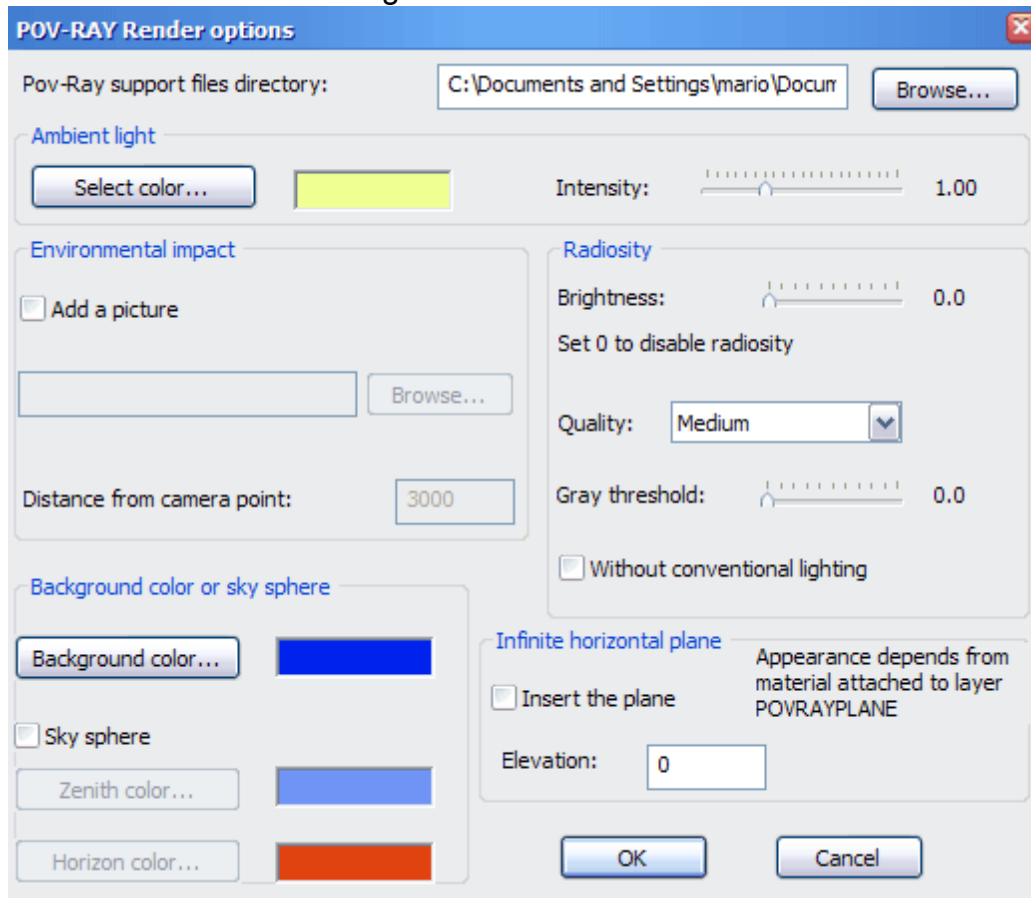 POV-RAY Render options
Pov-Ray support files directory:
C:\Documents and Settings\mario\Docum
Browse...
Ambient light
Select color...
Intensity:
1.00
Environmental impact
Add a picture
Browse...
Distance from camera point:
3000
Radiosity
Brightness:
0.0
Set 0 to disable radiosity
Quality:
Medium
Gray threshold:
0.0
Without conventional lighting
Background color or sky sphere
Background color...
Sky sphere
Zenith color...
Horizon color...
Infinite horizontal plane
Insert the plane
Appearance depends from
material attached to layer
POVRAYPLANE
Elevation:
0
OK
Cancel